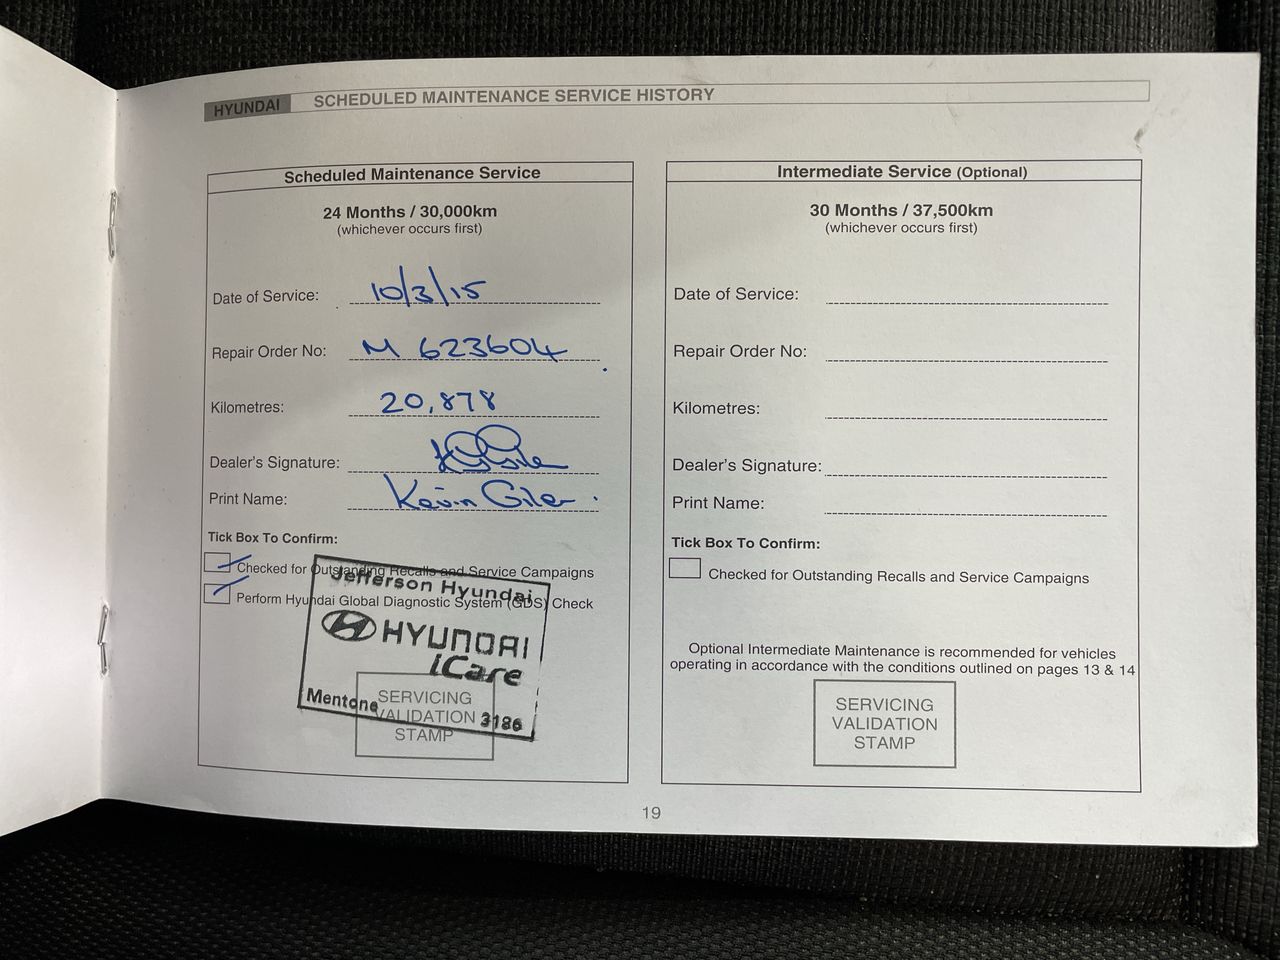 HYUNDAI SCHEDULED MAINTENANCE SERVICE HISTORY
Scheduled Maintenance Service
24 Months / 30,000km
(whichever occurs first)
Date of Service: 10/3/15
Repair Order No: M 623604
Kilometres: 20,878
Dealer's Signature:
Print Name: Kevin
Tick Box To Confirm:
Checked for Outstanding Recalls and Service Campaigns
Perform Hyundai Global Diagnostic System (GDS) Check
Jefferson Hyundai
HYUNDAI
iCare
Mentone 3186
SERVICING
VALIDATION
STAMP
Intermediate Service (Optional)
30 Months / 37,500km
(whichever occurs first)
Date of Service:
Repair Order No:
Kilometres:
Dealer's Signature:
Print Name:
Tick Box To Confirm:
Checked for Outstanding Recalls and Service Campaigns
Optional Intermediate Maintenance is recommended for vehicles
operating in accordance with the conditions outlined on pages 13 & 14
SERVICING
VALIDATION
STAMP
19